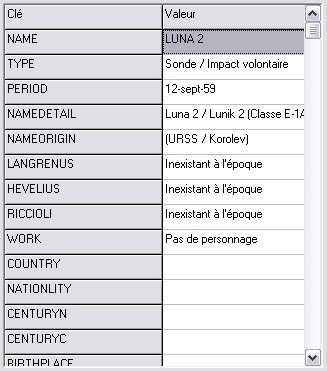 Clé Valeur
NAME LUNA 2
TYPE Sonde / Impact volontaire
PERIOD 12-sept-59
NAMEDETAIL Luna 2 / Lunik 2 (Classe E-1A
NAMEORIGIN (URSS / Korolev)
LANGRENUS Inexistant à l'époque
HEVELIUS Inexistant à l'époque
RICCIOLI Inexistant à l'époque
WORK Pas de personnage
COUNTRY
NATIONLITY
CENTURYN
CENTURYC
BIRTHPLACE